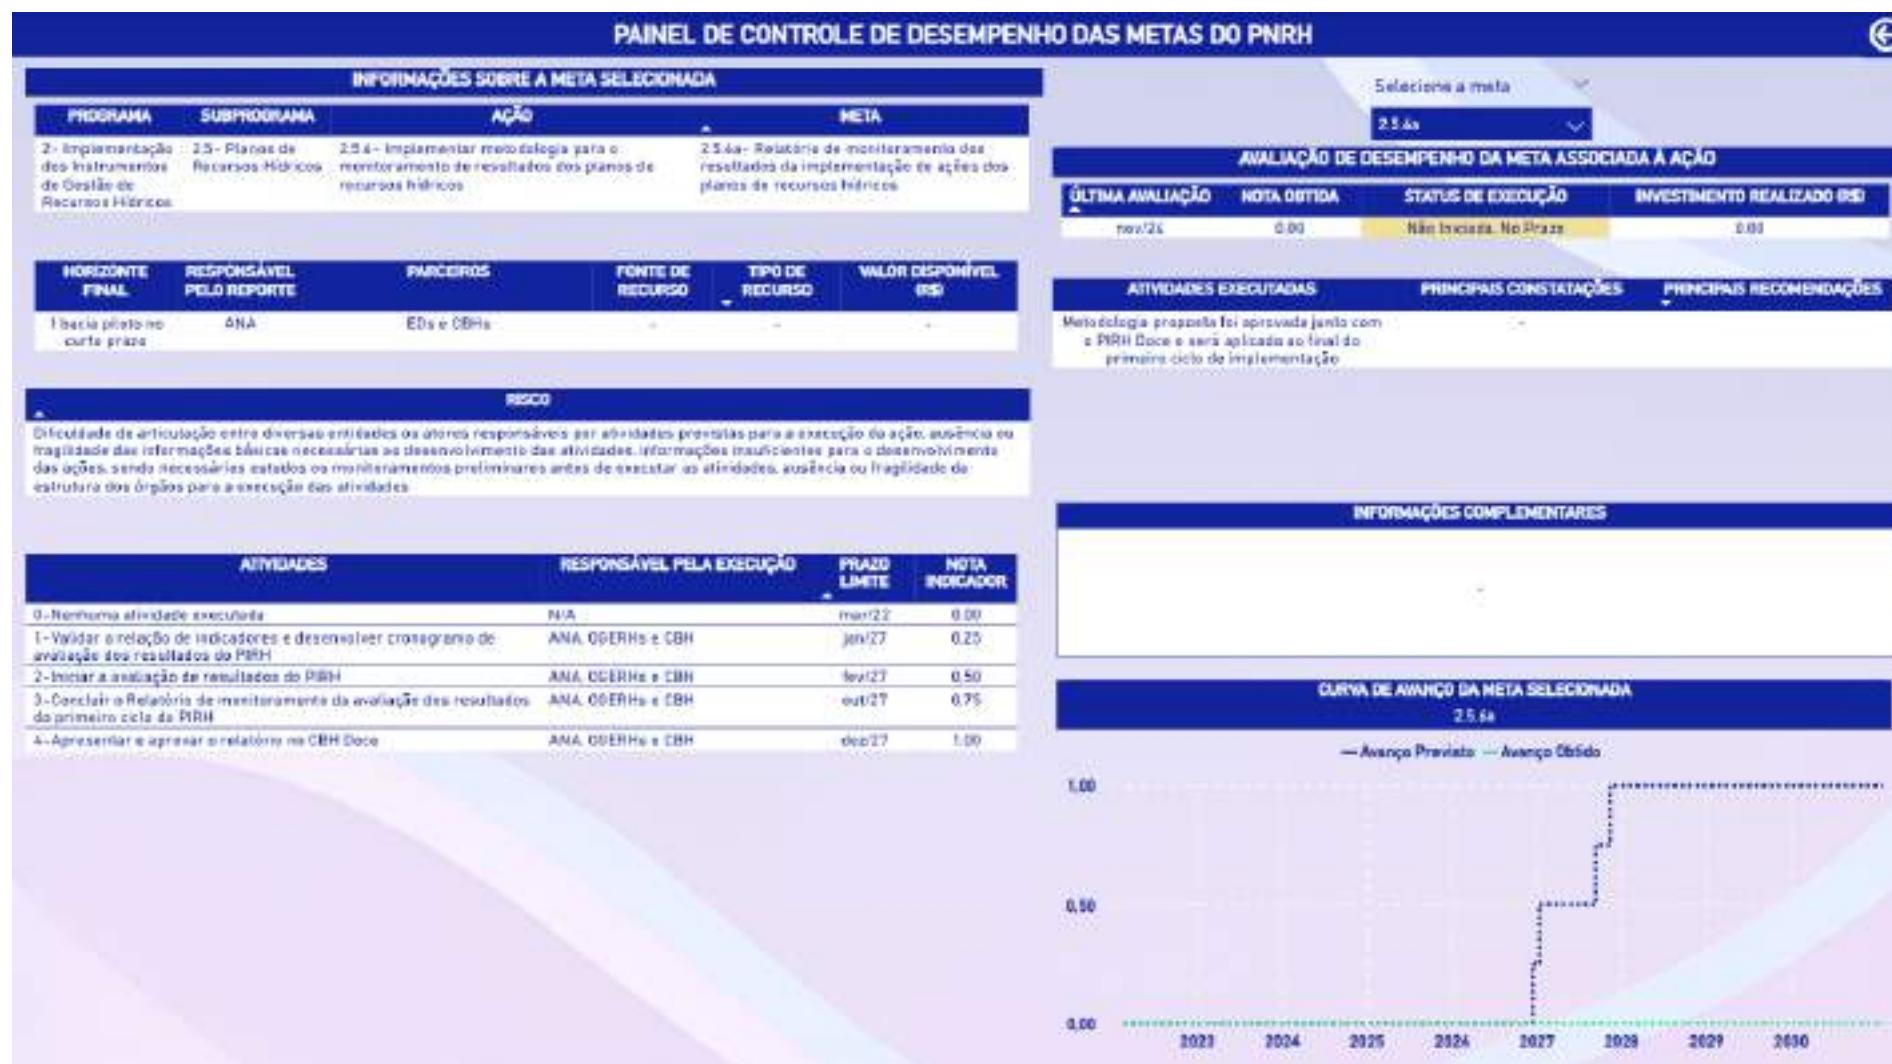 PAINEL DE CONTROLE DE DESEMPENHO DAS METAS DO PNRH
INFORMAÇÕES SOBRE A META SELECIONADA
PROGRAMA SUBPROGRAMA AÇÃO META
2- Implementação dos Instrumentos de Gestão de Recursos Hídricos
2.5- Planos de Recursos Hídricos
2.5.6- Implementar metodologia para o monitoramento de resultados dos planos de recursos hídricos
2.5.6a- Relatório de monitoramento dos resultados da implementação de ações dos planos de recursos hídricos
HORIZONTE FINAL RESPONSÁVEL PELO REPORTE PARCEIROS FONTE DE RECURSO TIPO DE RECURSO VALOR DISPONÍVEL (R$)
1 bacia piloto no curto prazo ANA EDs e CBHs - - -
RISCO
Dificuldade de articulação entre diversas entidades ou atores responsáveis por atividades previstas para a execução da ação, ausência ou
fragilidade das informações básicas necessárias ao desenvolvimento das atividades, informações insuficientes para o desenvolvimento
das ações, sendo necessárias estudos ou monitoramentos preliminares antes de executar as atividades, ausência ou fragilidade da
estrutura dos órgãos para a execução das atividades
ATIVIDADES RESPONSÁVEL PELA EXECUÇÃO PRAZO LIMITE NOTA INDICADOR
0-Nenhuma atividade executada N/A mar/22 0.00
1-Validar a relação de indicadores e desenvolver cronograma de avaliação dos resultados do PIRH ANA, OGERHs e CBH jan/27 0.25
2-Iniciar a avaliação de resultados do PIRH ANA, OGERHs e CBH fev/27 0.50
3-Concluir o Relatório de monitoramento da avaliação dos resultados do primeiro ciclo do PIRH ANA, OGERHs e CBH out/27 0.75
4-Apresentar e aprovar o relatório no CBH Doce ANA, OGERHs e CBH dez/27 1.00
Selecione a meta
2.5.6a
AVALIAÇÃO DE DESEMPENHO DA META ASSOCIADA À AÇÃO
ÚLTIMA AVALIAÇÃO NOTA OBTIDA STATUS DE EXECUÇÃO INVESTIMENTO REALIZADO (R$)
nov/24 0.00 Não Iniciada. No Prazo 0.00
ATIVIDADES EXECUTADAS PRINCIPAIS CONSTATAÇÕES PRINCIPAIS RECOMENDAÇÕES
Metodologia proposta foi aprovada junto com
o PIRH Doce e será aplicada ao final do
primeiro ciclo de implementação
-
INFORMAÇÕES COMPLEMENTARES
-
CURVA DE AVANÇO DA META SELECIONADA
2.5.6a
Avanço Previsto Avanço Obtido
1.00
0.50
0.00
2023 2024 2025 2026 2027 2028 2029 2030